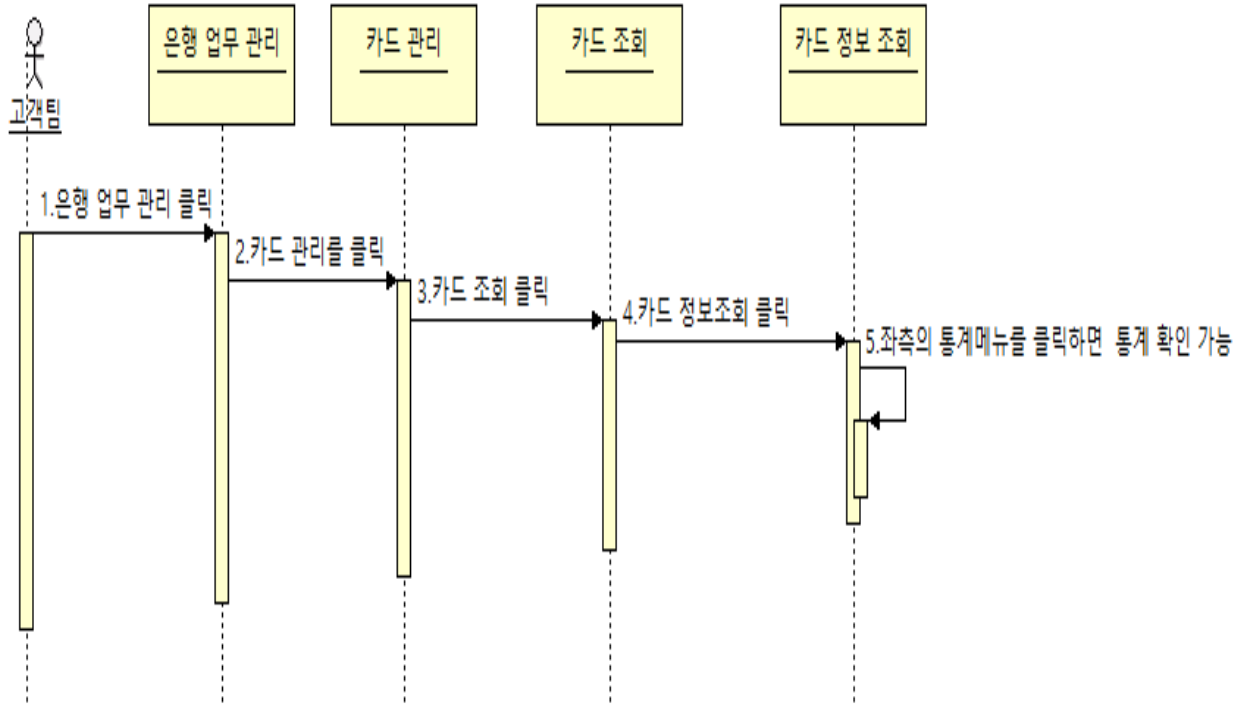 은행 업무 관리
카드 관리
카드 조회
카드 정보 조회
고객팀
1.은행 업무 관리 클릭
2.카드 관리를 클릭
3.카드 조회 클릭
4.카드 정보조회 클릭
5.좌측의 통계메뉴를 클릭하면 통계 확인 가능